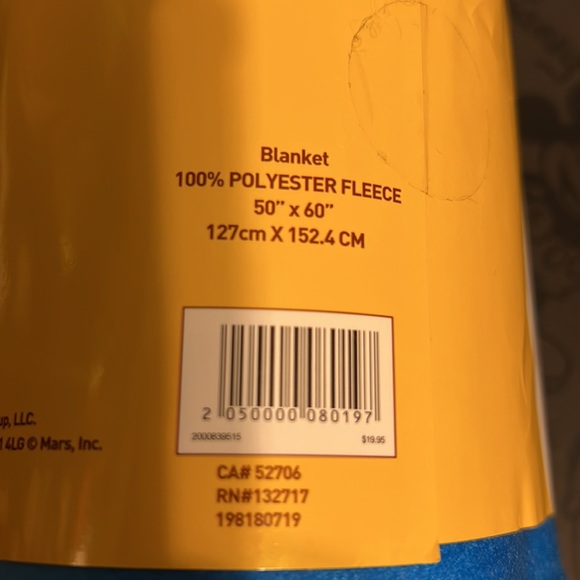 Blanket
100% POLYESTER FLEECE
50” x 60”
127cm X 152.4 CM
2 050000 080197
2000639515 $19.95
up, LLC.
4LG © Mars, Inc.
CA# 52706
RN#132717
198180719